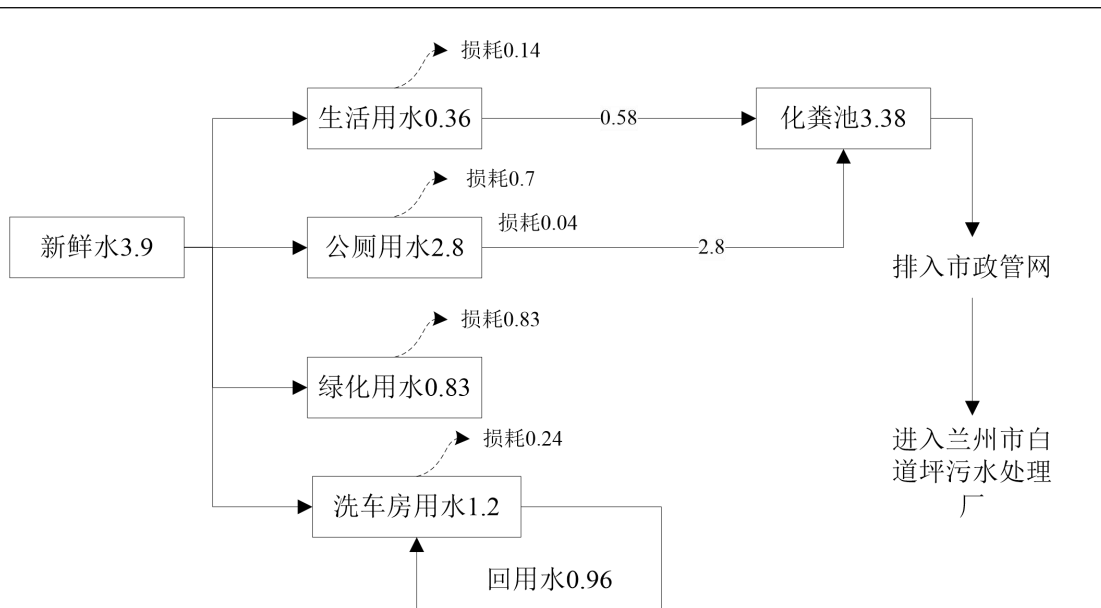 损耗0.14
生活用水0.36
0.58
化粪池3.38
损耗0.7
新鲜水3.9
公厕用水2.8
损耗0.04
2.8
排入市政管网
损耗0.83
绿化用水0.83
损耗0.24
进入兰州市白
道坪污水处理
厂
洗车房用水1.2
回用水0.96